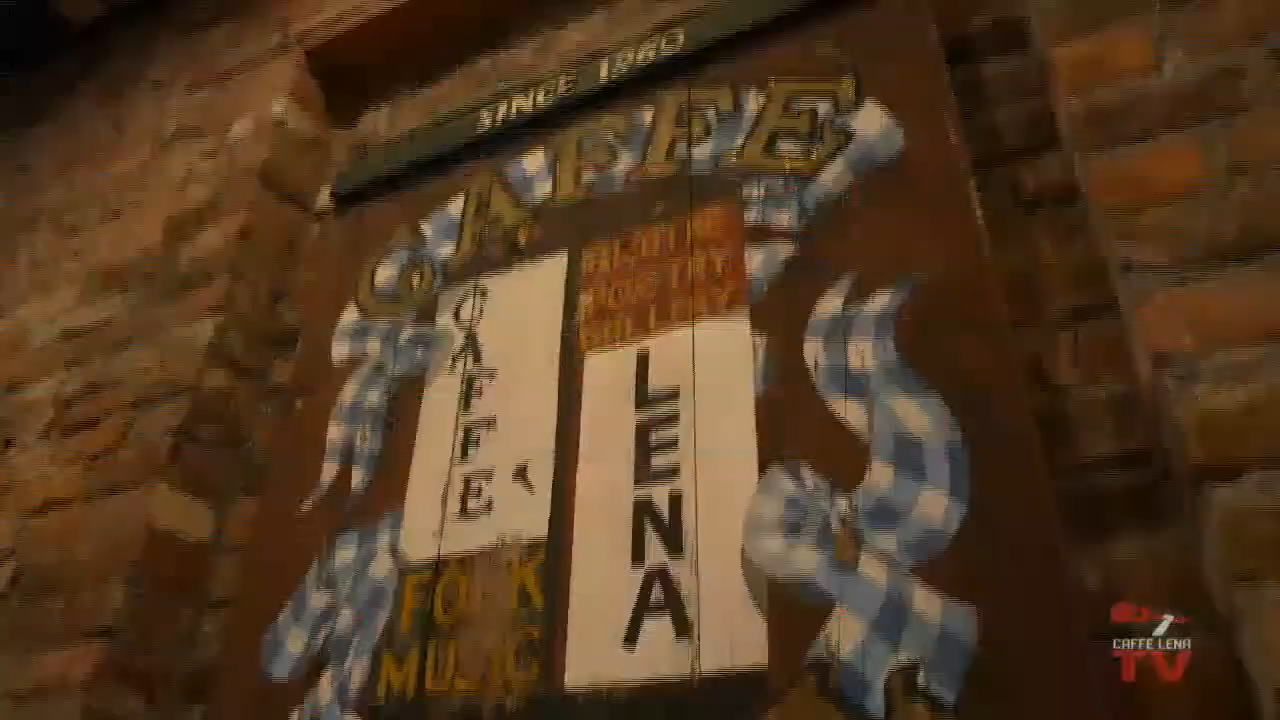 SINCE 1960
CAFFE
CAFFE
LENA
FOLK
MUSIC
CAFFE LENA
TV